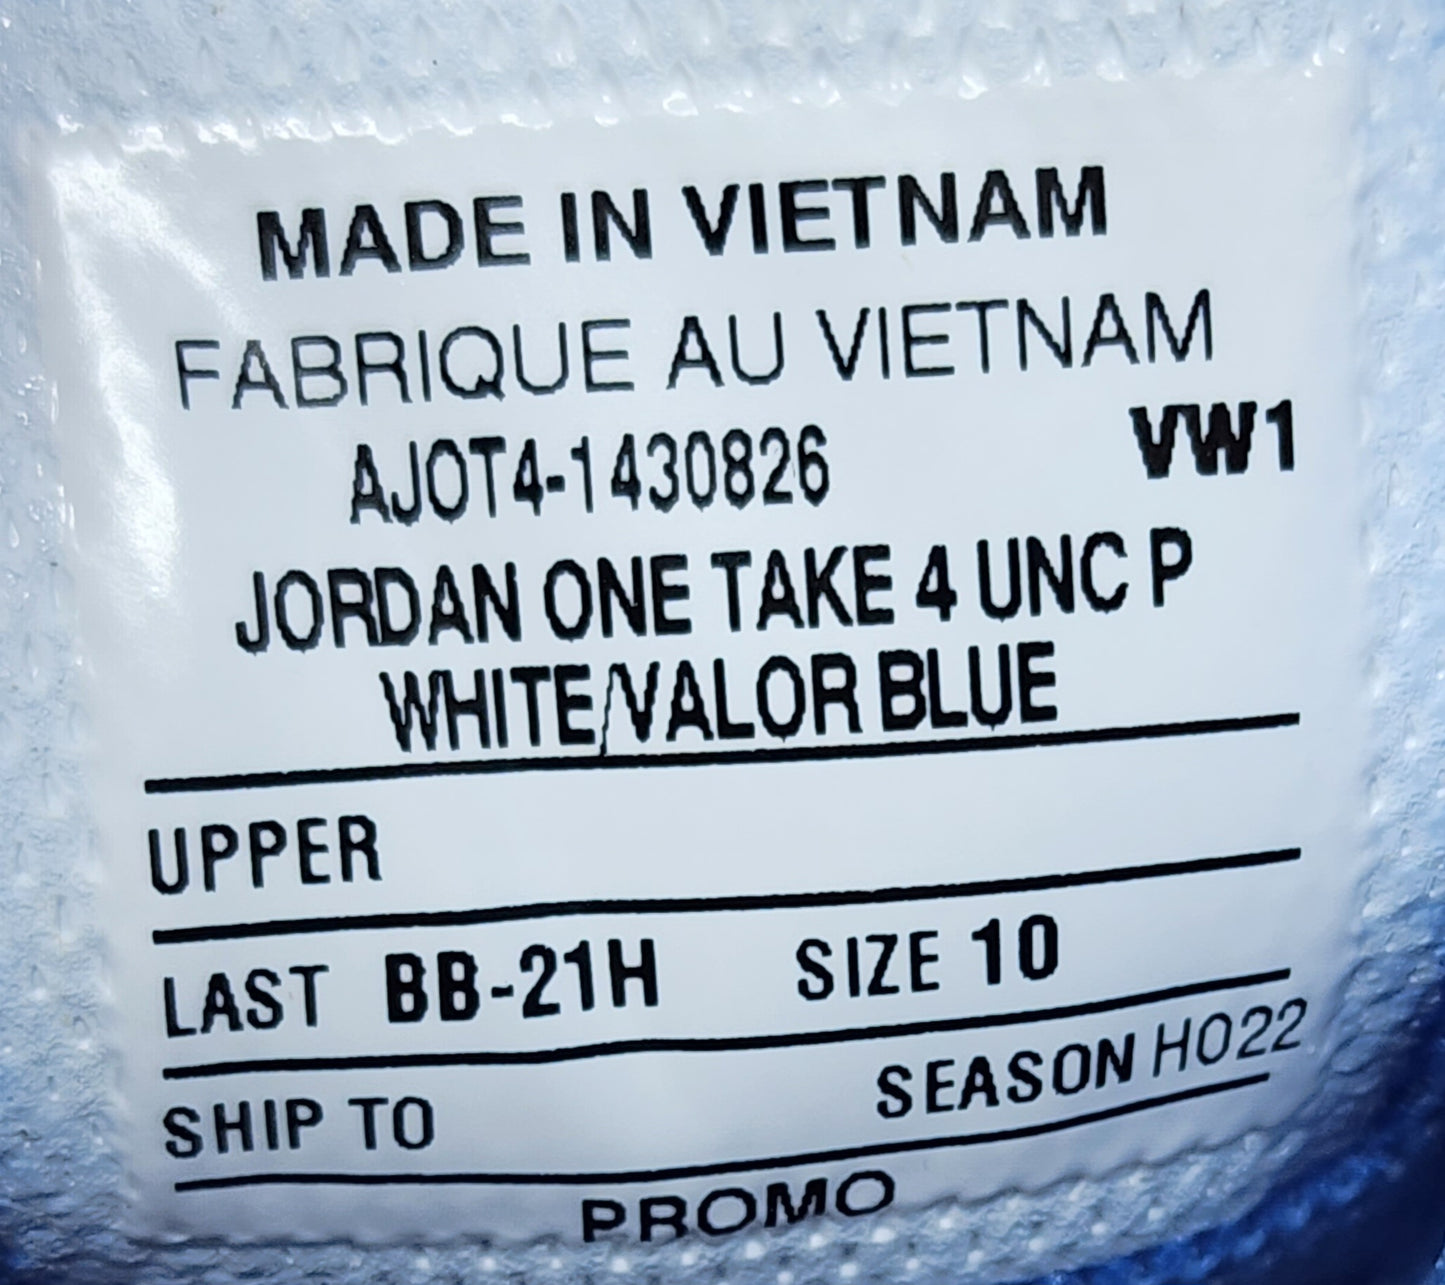 MADE IN VIETNAM
FABRIQUE AU VIETNAM
AJOT4-1430826 VW1
JORDAN ONE TAKE 4 UNC P
WHITE/VALOR BLUE
UPPER
LAST BB-21H SIZE 10
SHIP TO SEASON HO22
PROMO